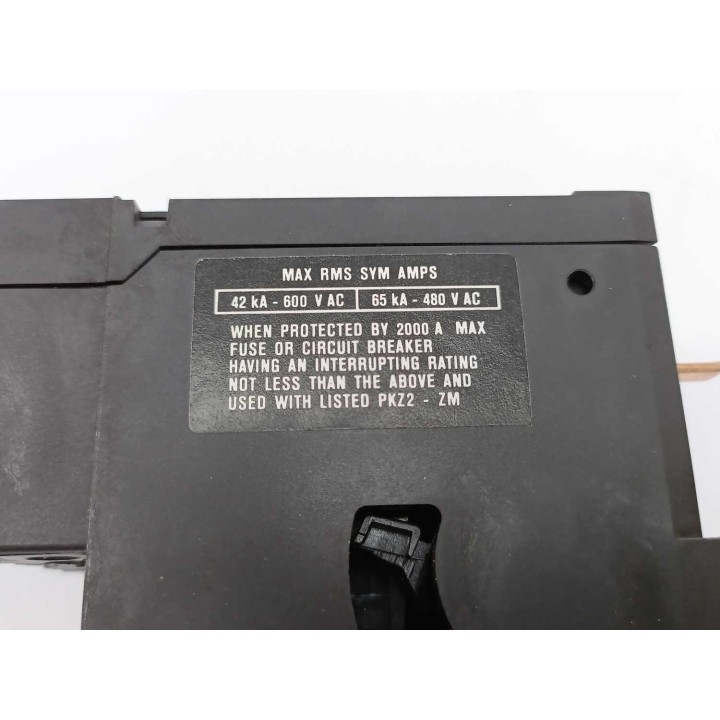 MAX RMS SYM AMPS
42 kA - 600 V AC 65 kA - 480 V AC
WHEN PROTECTED BY 2000 A MAX
FUSE OR CIRCUIT BREAKER
HAVING AN INTERRUPTING RATING
NOT LESS THAN THE ABOVE AND
USED WITH LISTED PKZ2 - ZM